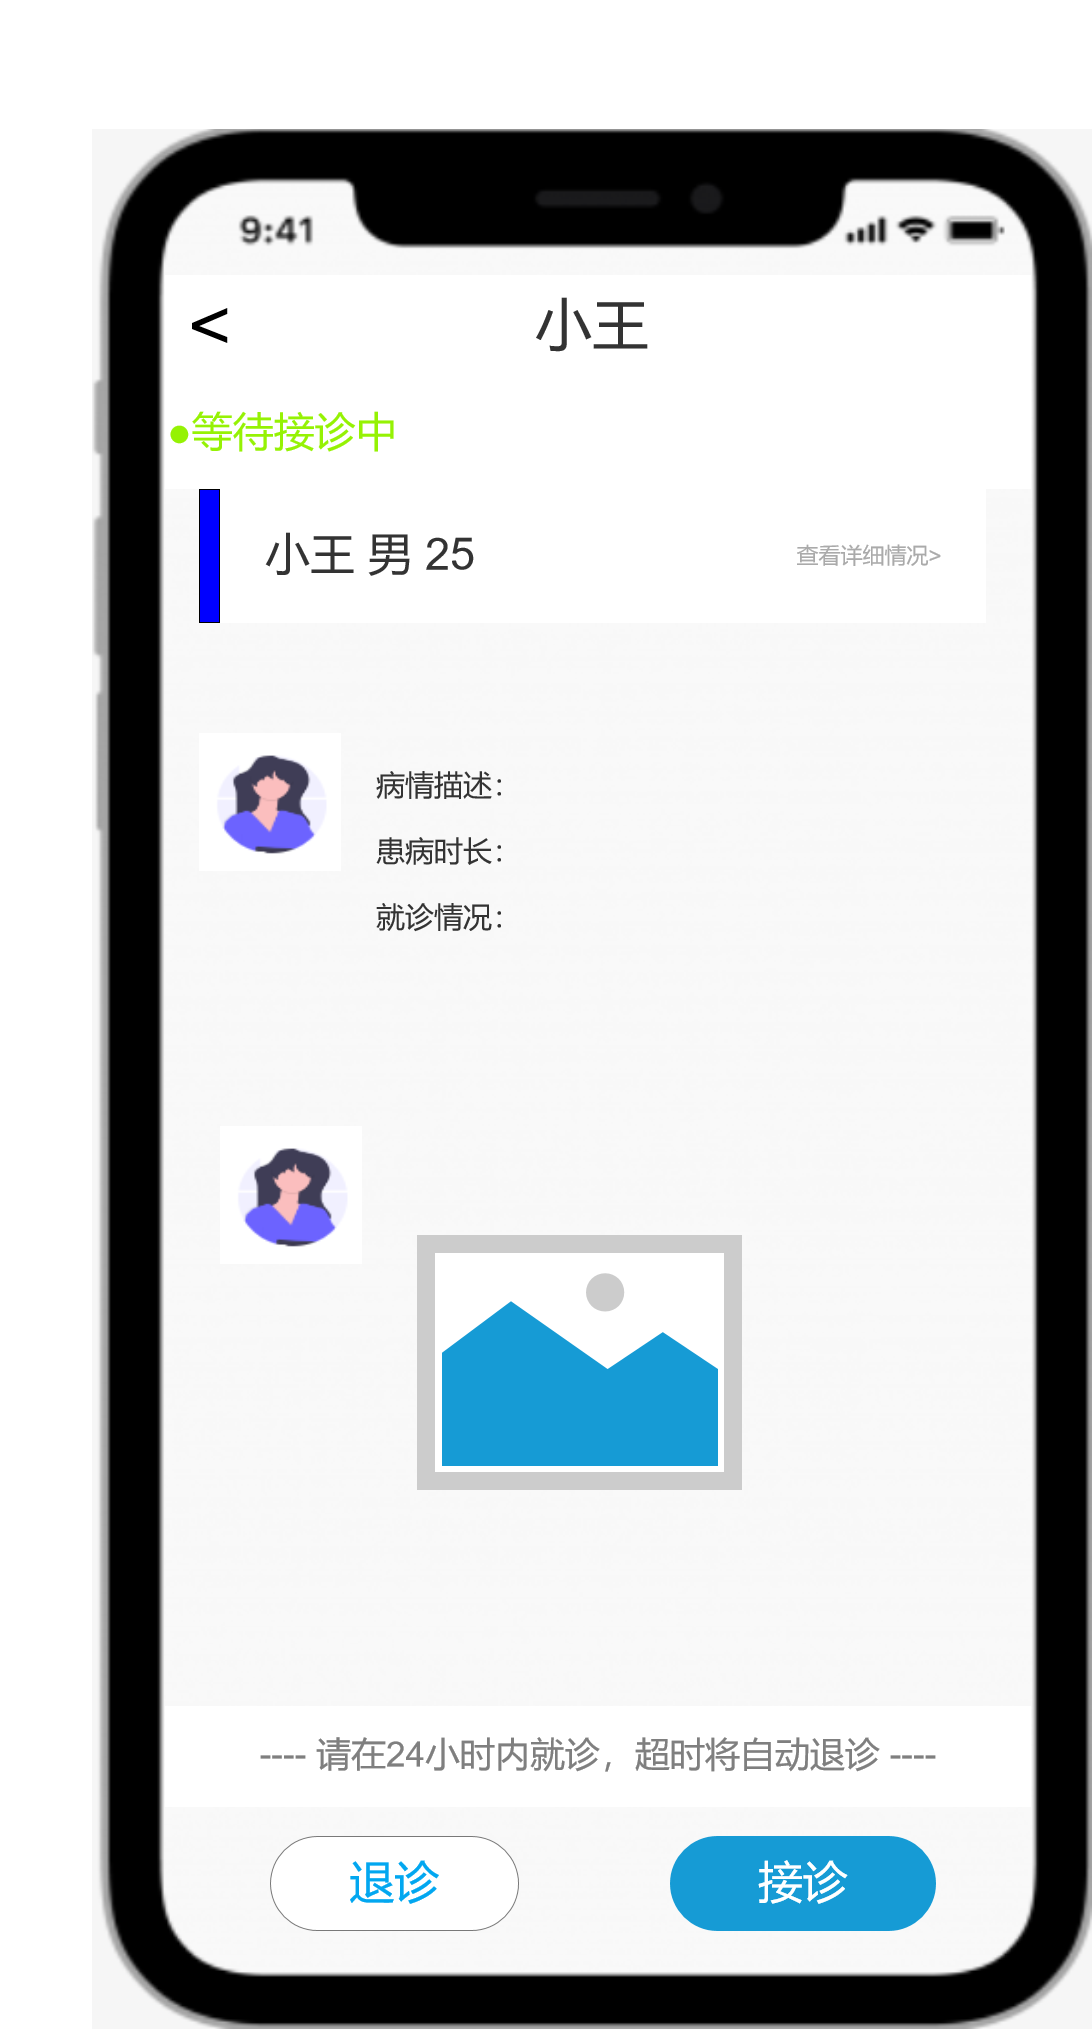 9:41
< 小王
●等待接诊中
小王 男 25 查看详细情况>
病情描述：
患病时长：
就诊情况：
---- 请在24小时内就诊，超时将自动退诊 ----
退诊 接诊